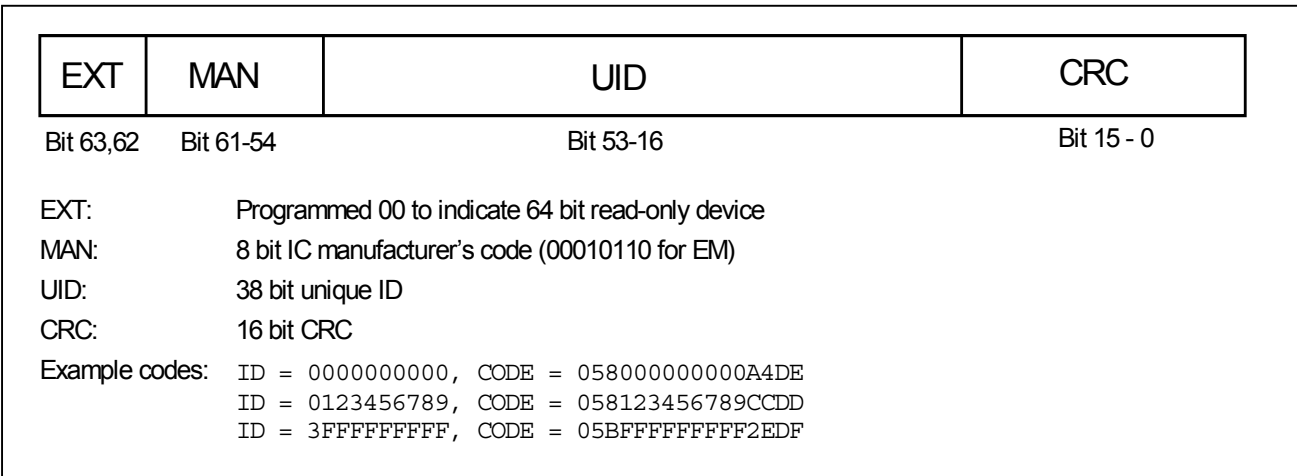 EXT MAN UID CRC
Bit 63,62 Bit 61-54 Bit 53-16 Bit 15 - 0
EXT: Programmed 00 to indicate 64 bit read-only device
MAN: 8 bit IC manufacturer's code (00010110 for EM)
UID: 38 bit unique ID
CRC: 16 bit CRC
Example codes: ID = 0000000000, CODE = 058000000000A4DE
ID = 0123456789, CODE = 058123456789CCDD
ID = 3FFFFFFFFF, CODE = 05BFFFFFFFFF2EDF